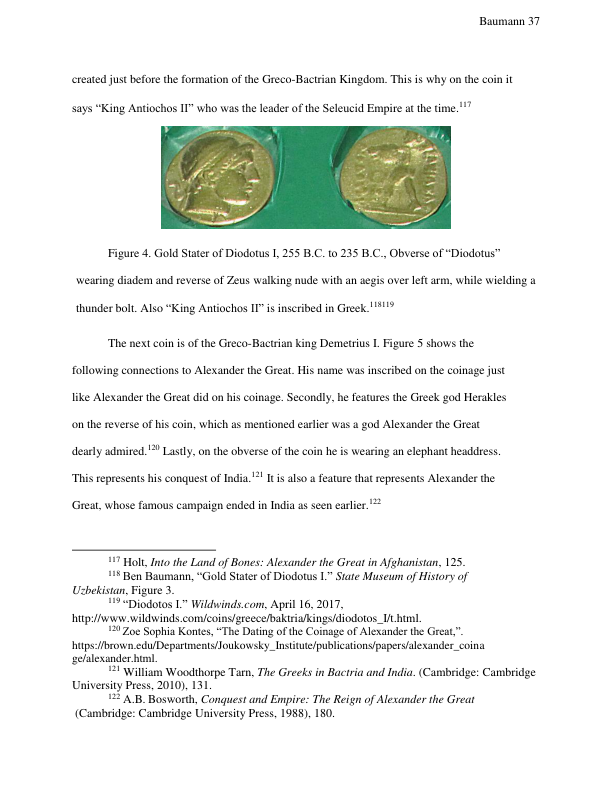 Baumann 37
created just before the formation of the Greco-Bactrian Kingdom. This is why on the coin it
says “King Antiochos II” who was the leader of the Seleucid Empire at the time.117
Figure 4. Gold Stater of Diodotus I, 255 B.C. to 235 B.C., Obverse of “Diodotus”
wearing diadem and reverse of Zeus walking nude with an aegis over left arm, while wielding a
thunder bolt. Also “King Antiochos II” is inscribed in Greek.118119
The next coin is of the Greco-Bactrian king Demetrius I. Figure 5 shows the
following connections to Alexander the Great. His name was inscribed on the coinage just
like Alexander the Great did on his coinage. Secondly, he features the Greek god Herakles
on the reverse of his coin, which as mentioned earlier was a god Alexander the Great
dearly admired.120 Lastly, on the obverse of the coin he is wearing an elephant headdress.
This represents his conquest of India.121 It is also a feature that represents Alexander the
Great, whose famous campaign ended in India as seen earlier.122
117 Holt, Into the Land of Bones: Alexander the Great in Afghanistan, 125.
118 Ben Baumann, “Gold Stater of Diodotus I.” State Museum of History of
Uzbekistan, Figure 3.
119 “Diodotos I.” Wildwinds.com, April 16, 2017,
http://www.wildwinds.com/coins/greece/baktria/kings/diodotos_I/t.html.
120 Zoe Sophia Kontes, “The Dating of the Coinage of Alexander the Great,”.
https://brown.edu/Departments/Joukowsky_Institute/publications/papers/alexander_coina
ge/alexander.html.
121 William Woodthorpe Tarn, The Greeks in Bactria and India. (Cambridge: Cambridge
University Press, 2010), 131.
122 A.B. Bosworth, Conquest and Empire: The Reign of Alexander the Great
(Cambridge: Cambridge University Press, 1988), 180.